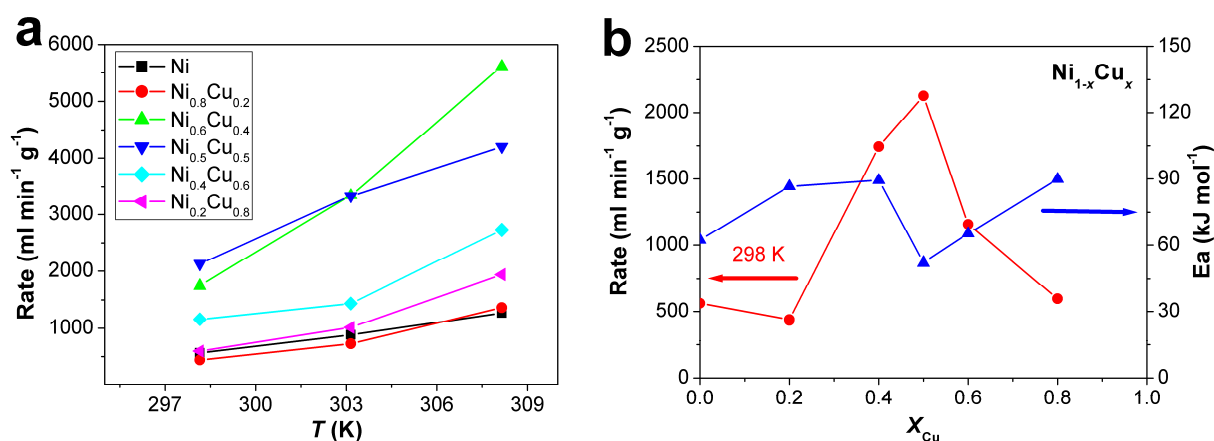 a
6000
5000
4000
3000
2000
1000
Rate (ml min⁻¹ g⁻¹)
Ni
Ni₀.₈Cu₀.₂
Ni₀.₆Cu₀.₄
Ni₀.₅Cu₀.₅
Ni₀.₄Cu₀.₆
Ni₀.₂Cu₀.₈
297 300 303 306 309
T (K)
b
2500
2000
1500
1000
500
0
Rate (ml min⁻¹ g⁻¹)
Ni₁₋ₓCuₓ
298 K
150
120
90
60
30
0
Ea (kJ mol⁻¹)
0.0 0.2 0.4 0.6 0.8 1.0
X_Cu